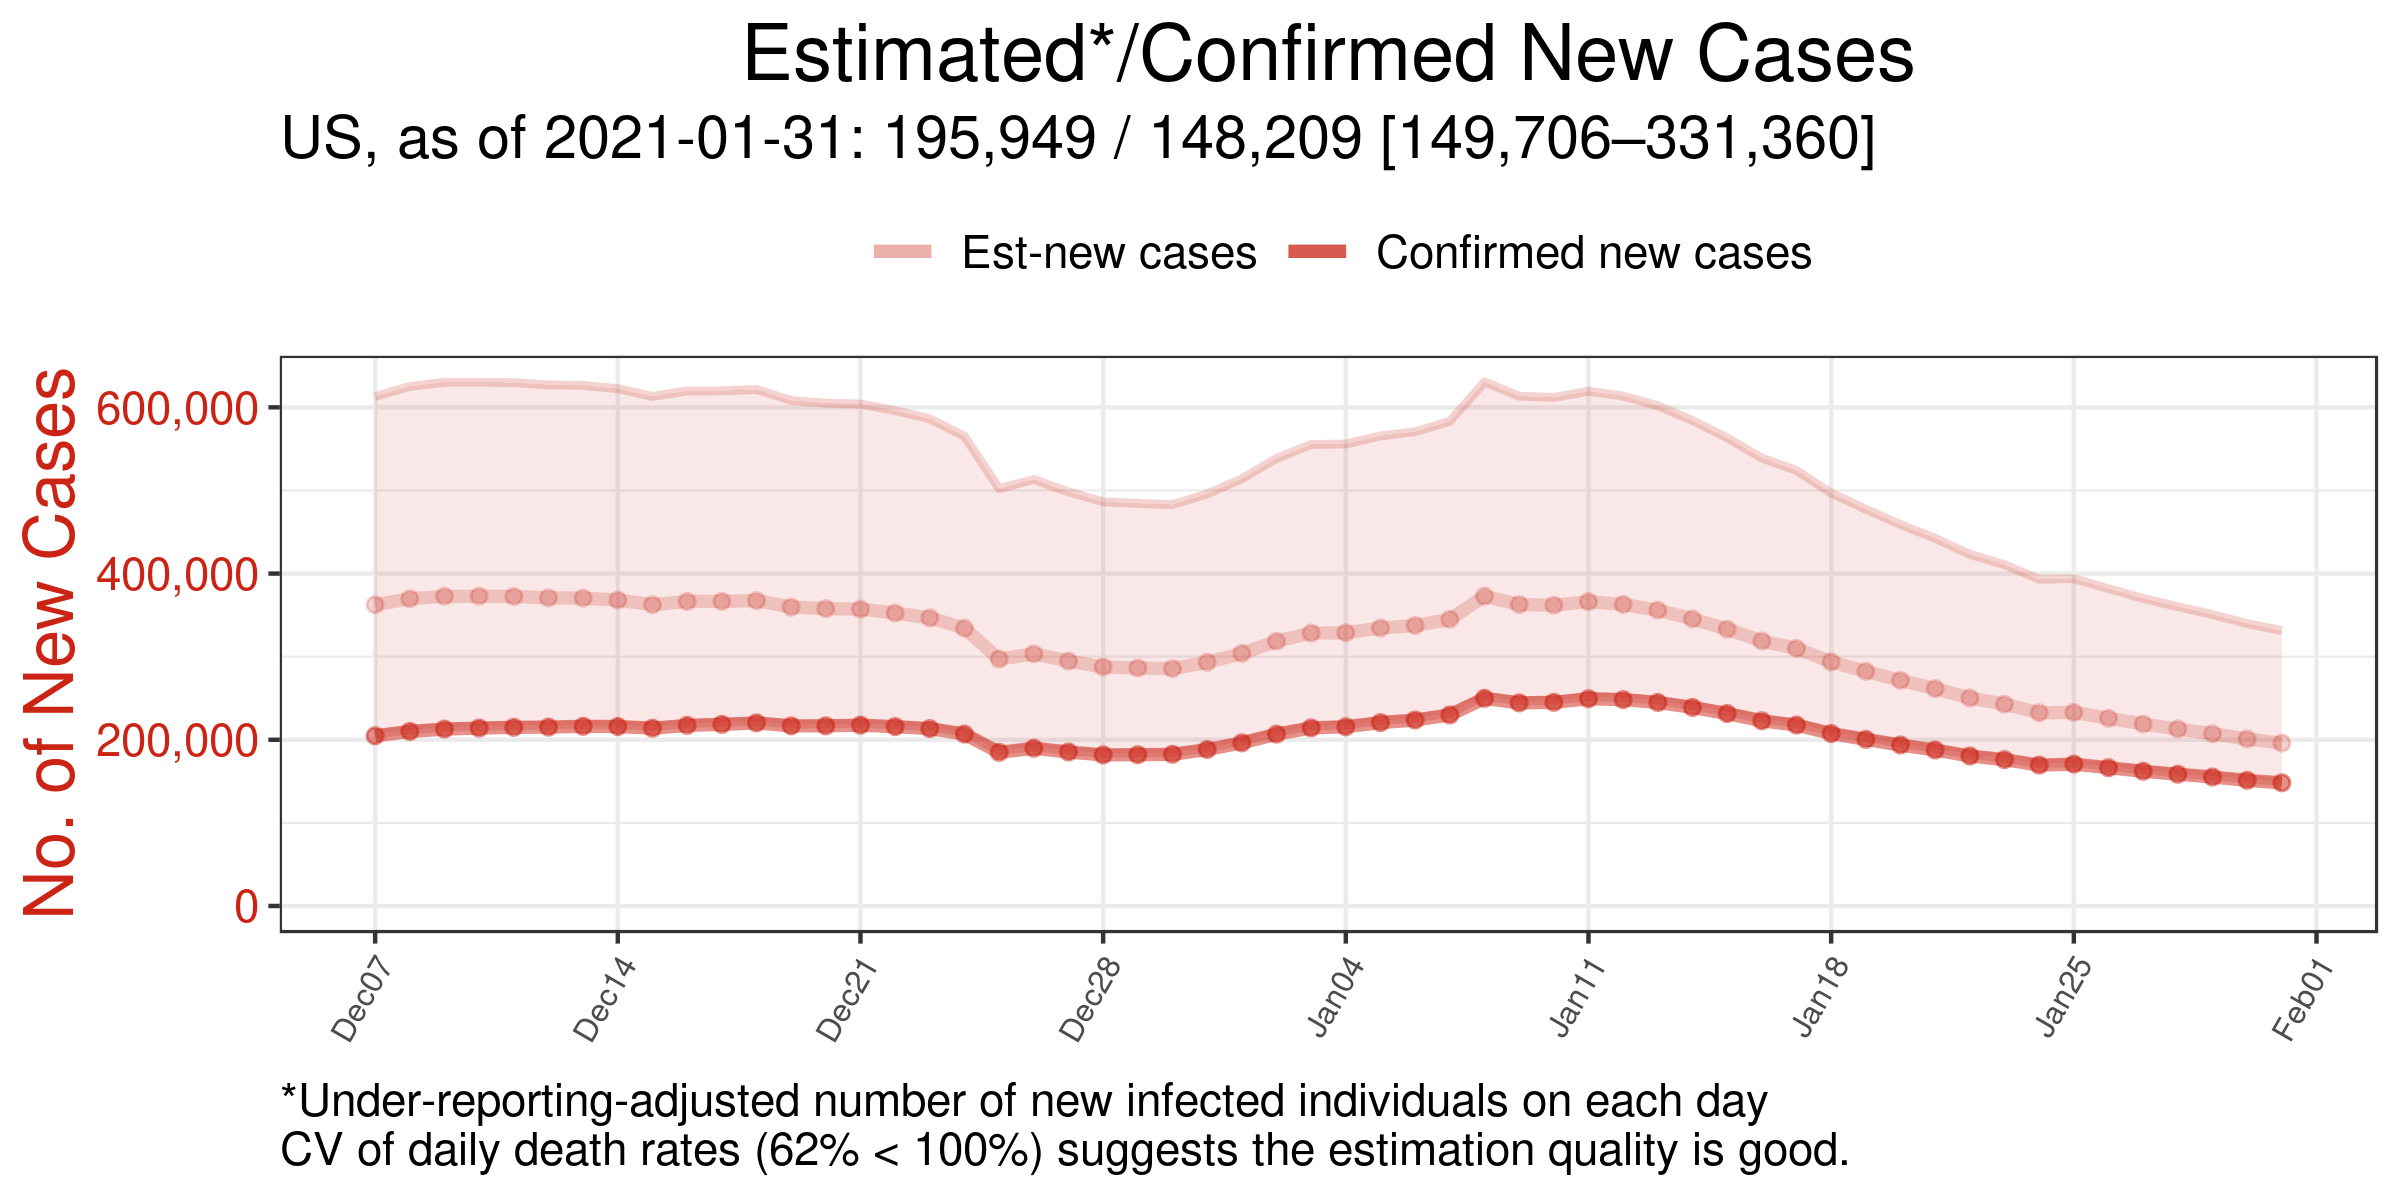 Estimated*/Confirmed New Cases
US, as of 2021-01-31: 195,949 / 148,209 [149,706–331,360]
Est-new cases
Confirmed new cases
No. of New Cases
600,000
400,000
200,000
0
Dec07
Dec14
Dec21
Dec28
Jan04
Jan11
Jan18
Jan25
Feb01
*Under-reporting-adjusted number of new infected individuals on each day
CV of daily death rates (62% < 100%) suggests the estimation quality is good.